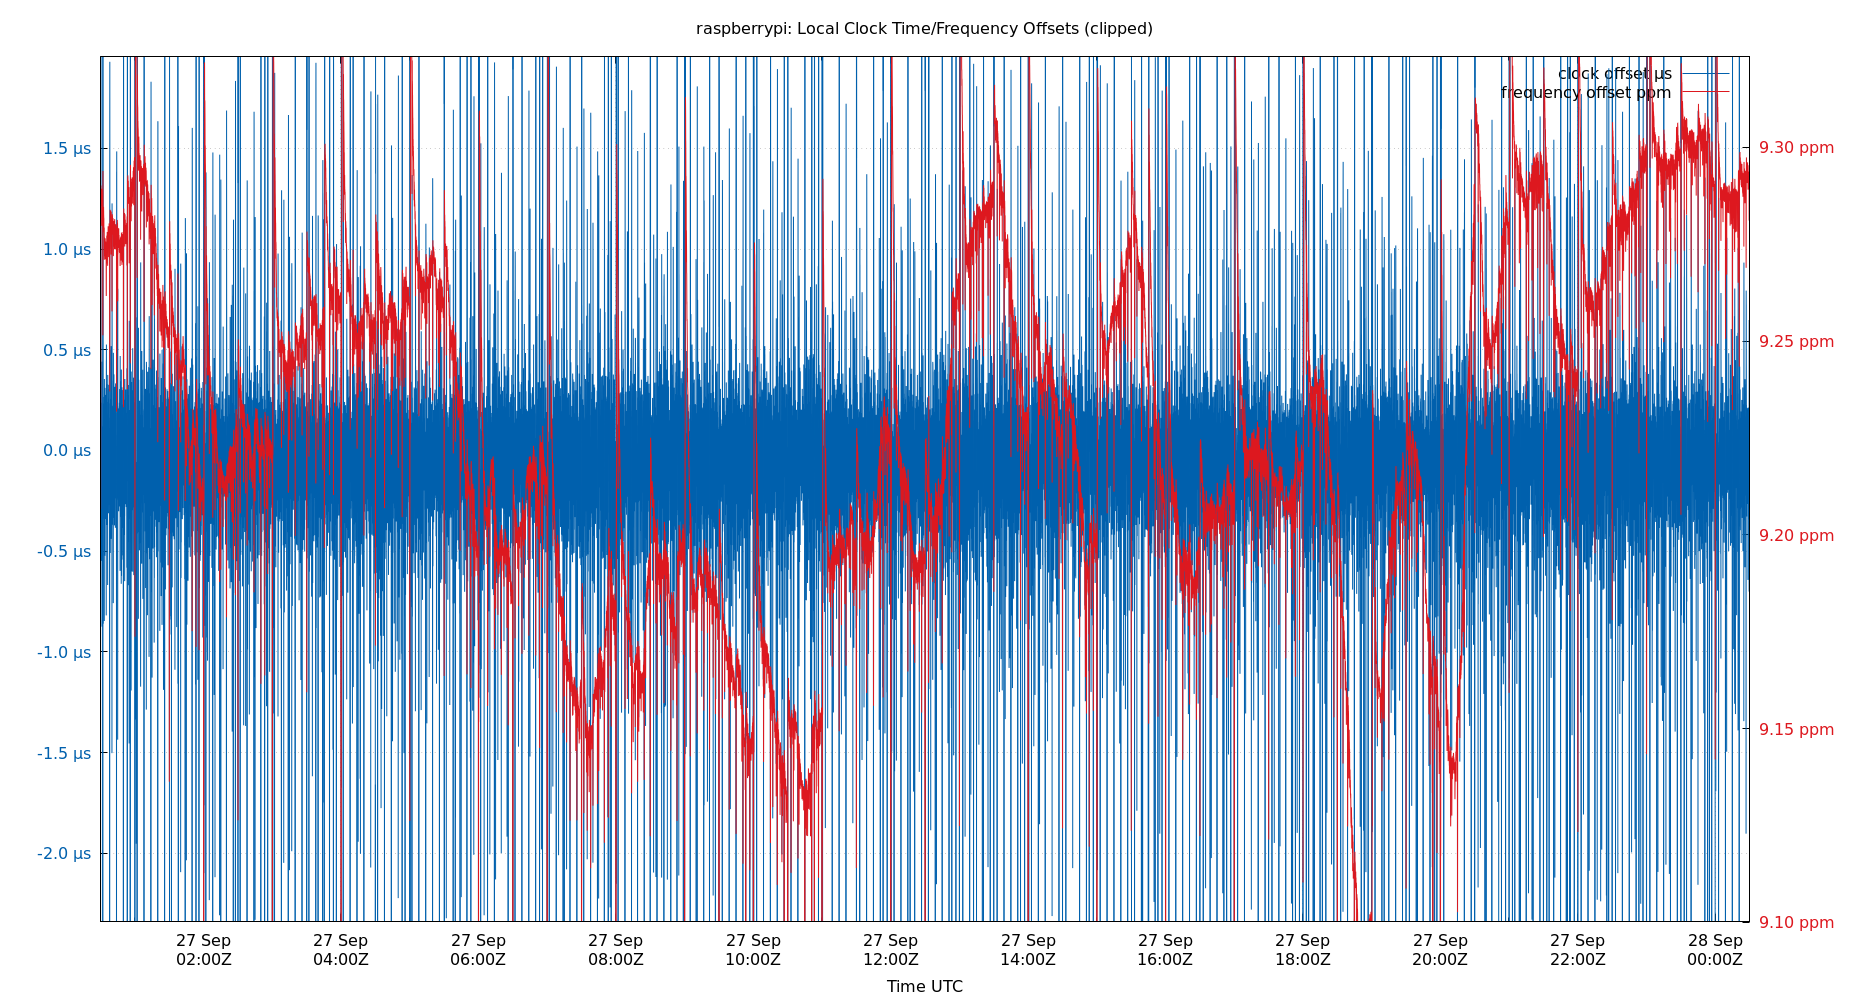 raspberrypi: Local Clock Time/Frequency Offsets (clipped)
clock offset µs
frequency offset ppm
1.5 µs
1.0 µs
0.5 µs
0.0 µs
-0.5 µs
-1.0 µs
-1.5 µs
-2.0 µs
9.30 ppm
9.25 ppm
9.20 ppm
9.15 ppm
9.10 ppm
27 Sep 27 Sep 27 Sep 27 Sep 27 Sep 27 Sep 27 Sep 27 Sep 27 Sep 27 Sep 27 Sep 28 Sep
02:00Z 04:00Z 06:00Z 08:00Z 10:00Z 12:00Z 14:00Z 16:00Z 18:00Z 20:00Z 22:00Z 00:00Z
Time UTC